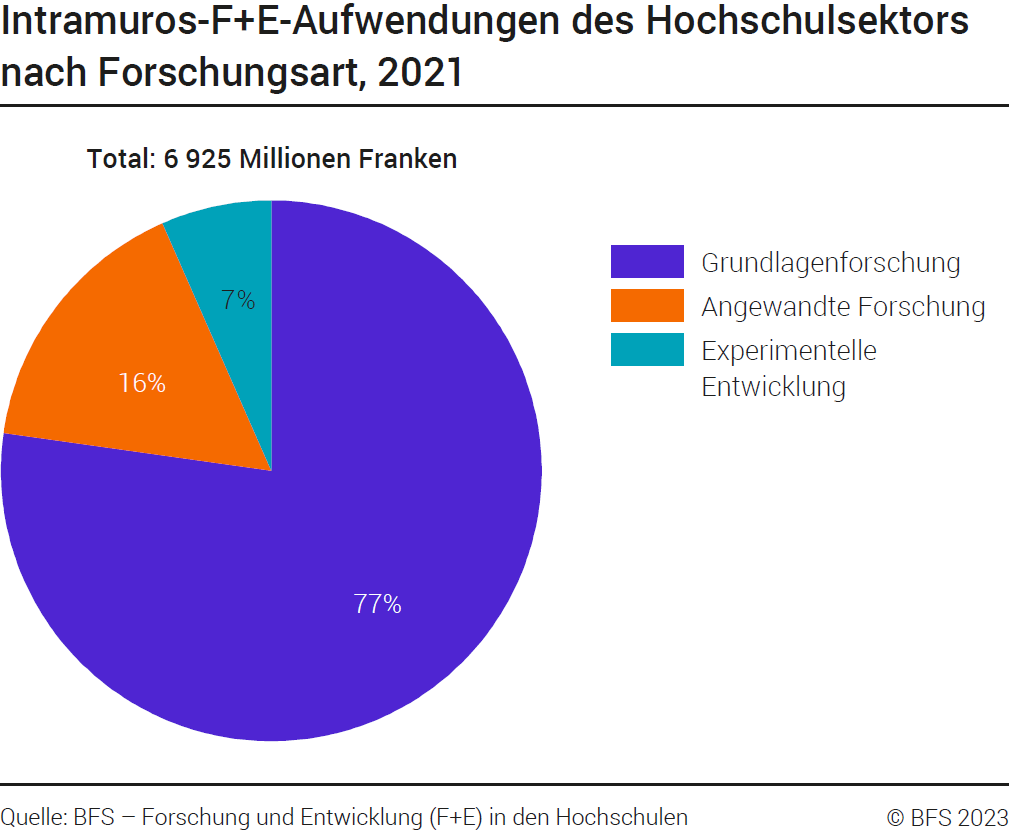 Intramuros-F+E-Aufwendungen des Hochschulsektors
nach Forschungsart, 2021
Total: 6 925 Millionen Franken
7%
16%
77%
Grundlagenforschung
Angewandte Forschung
Experimentelle
Entwicklung
Quelle: BFS – Forschung und Entwicklung (F+E) in den Hochschulen
© BFS 2023